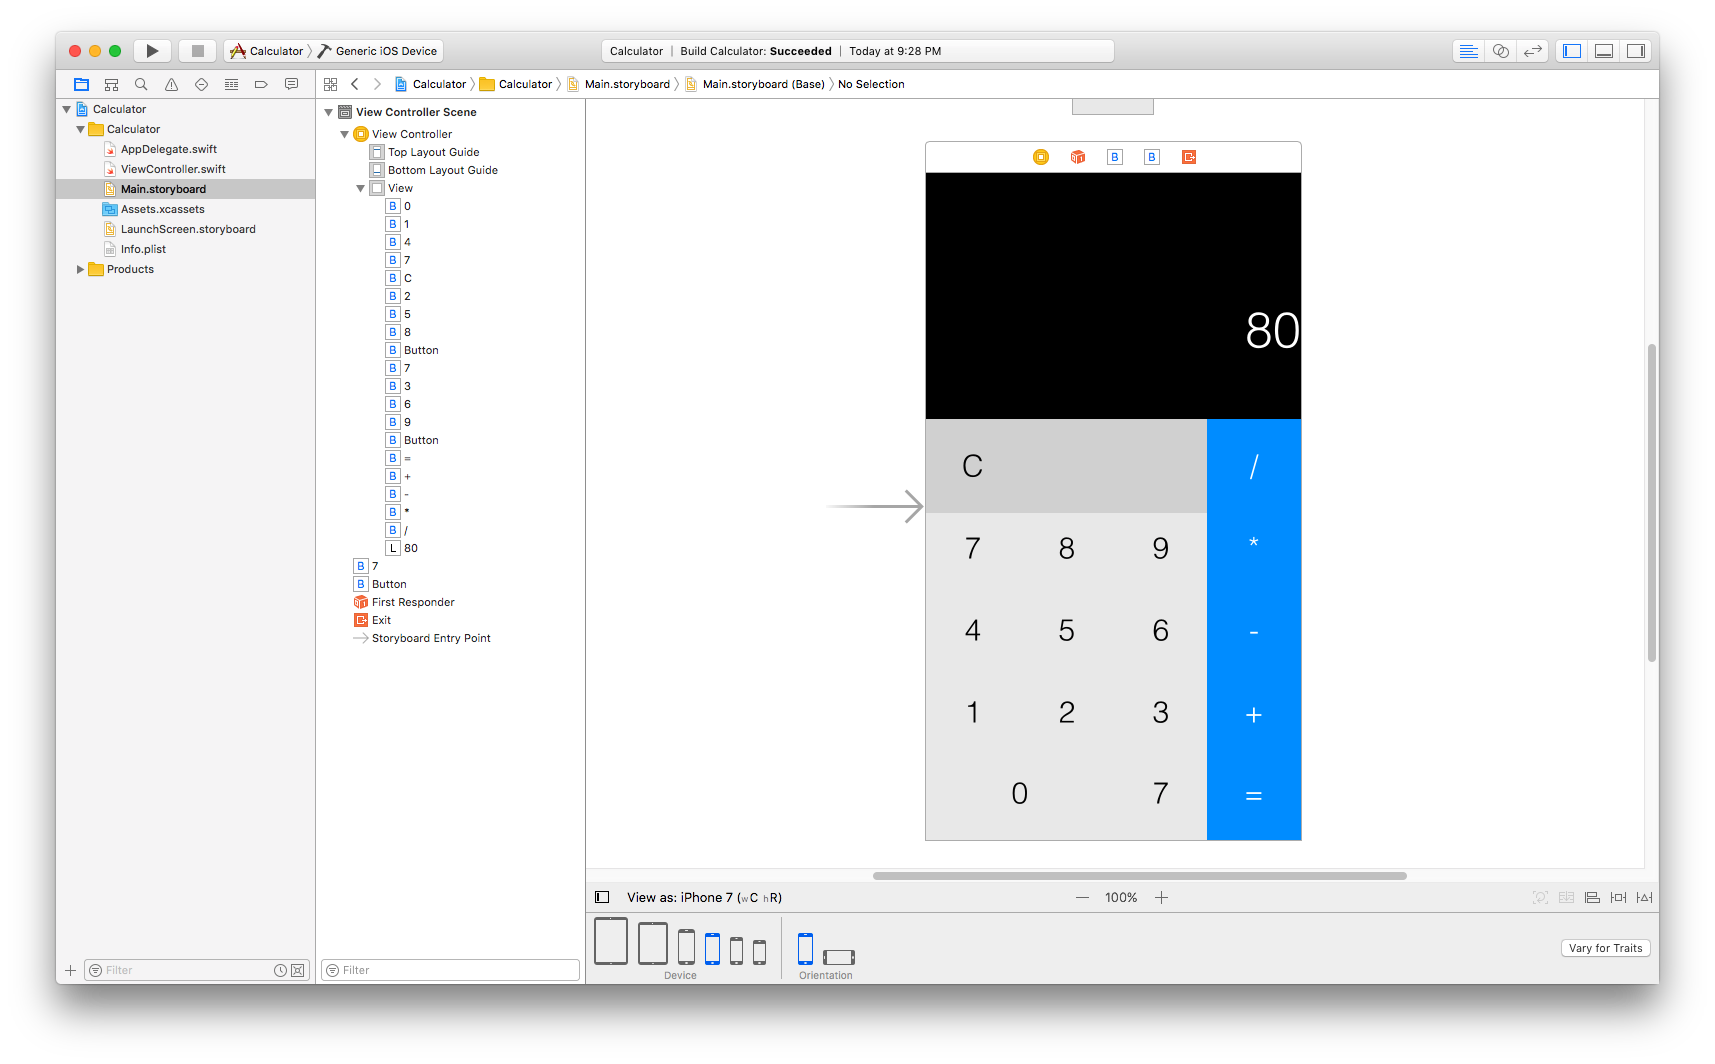 Calculator Generic iOS Device
Calculator | Build Calculator: Succeeded | Today at 9:28 PM
Calculator Calculator Main.storyboard Main.storyboard (Base) No Selection
Calculator
Calculator
AppDelegate.swift
ViewController.swift
Main.storyboard
Assets.xcassets
LaunchScreen.storyboard
Info.plist
Products
Filter
View Controller Scene
View Controller
Top Layout Guide
Bottom Layout Guide
View
B 0
B 1
B 4
B 7
B C
B 2
B 5
B 8
B Button
B 7
B 3
B 6
B 9
B Button
B =
B +
B -
B *
B /
L 80
B 7
B Button
First Responder
Exit
Storyboard Entry Point
Filter
B B
80
C /
7 8 9 *
4 5 6 -
1 2 3 +
0 7 =
View as: iPhone 7 (wC hR)
— 100% +
Device
Orientation
Vary for Traits